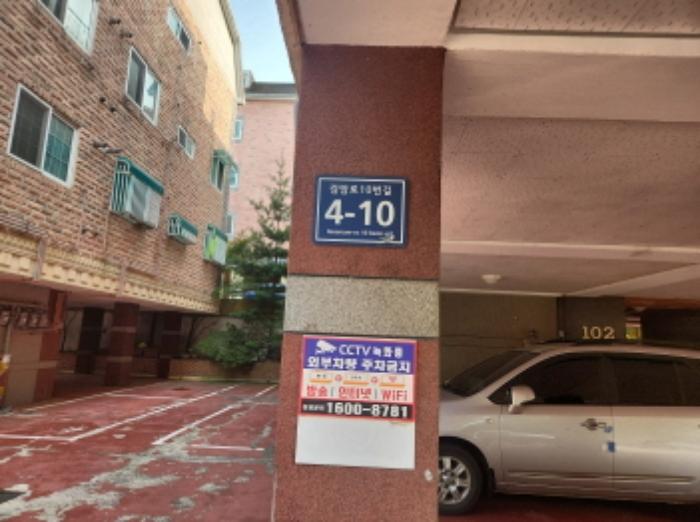 4-10
102
CCTV 녹화중
외부차량 주차금지
방송 | 인터넷 | WiFi
1600-8781